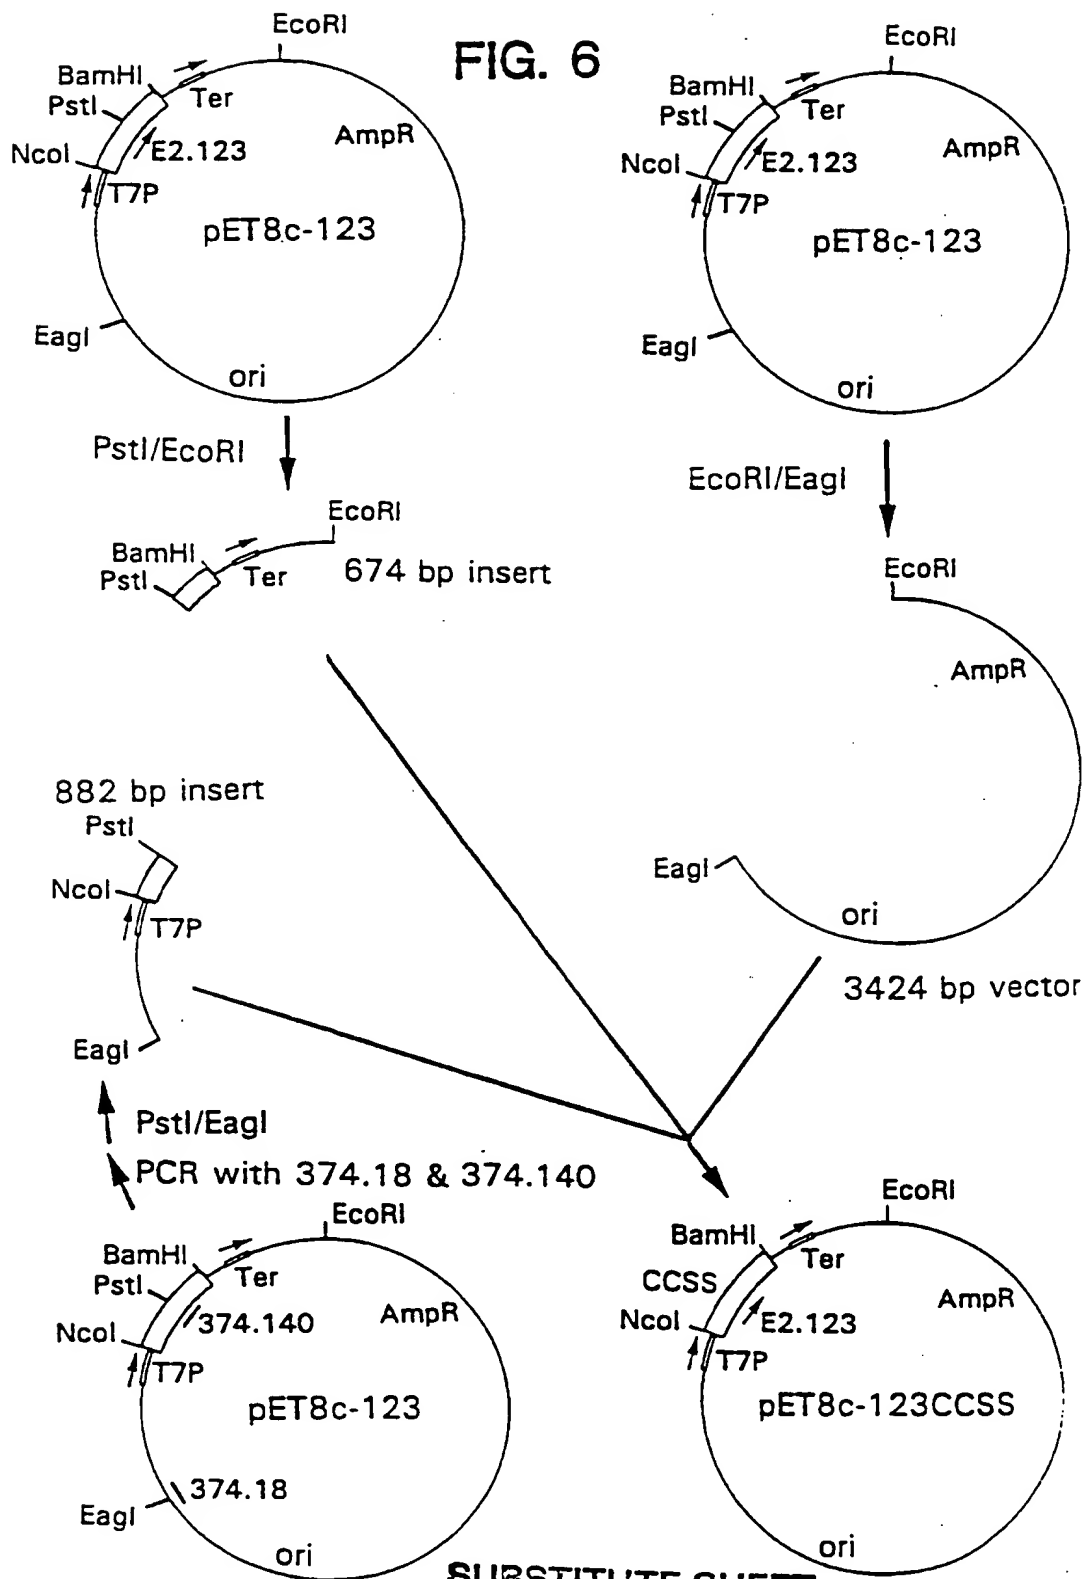 FIG. 6
EcoRI
BamHI
PstI
NcoI
Ter
E2.123
T7P
AmpR
pET8c-123
EagI
ori
EcoRI
BamHI
PstI
NcoI
Ter
E2.123
T7P
AmpR
pET8c-123
EagI
ori
PstI/EcoRI
EcoRI/EagI
EcoRI
BamHI
PstI
Ter
674 bp insert
EcoRI
AmpR
EagI
ori
3424 bp vector
882 bp insert
PstI
NcoI
T7P
EagI
PstI/EagI
PCR with 374.18 & 374.140
EcoRI
BamHI
PstI
NcoI
Ter
374.140
T7P
AmpR
pET8c-123
374.18
EagI
ori
EcoRI
BamHI
CCSS
NcoI
Ter
E2.123
T7P
AmpR
pET8c-123CCSS
ori
SUBSTITUTE SHEET